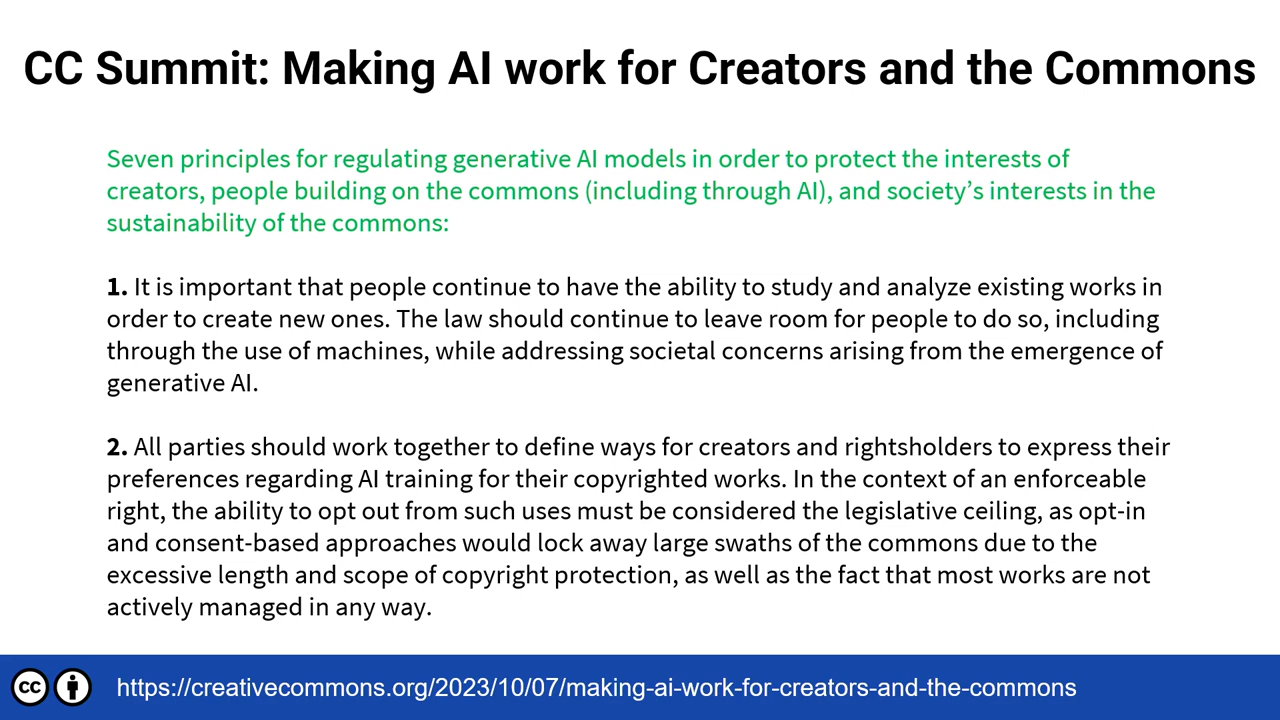 CC Summit: Making AI work for Creators and the Commons
Seven principles for regulating generative AI models in order to protect the interests of
creators, people building on the commons (including through AI), and society’s interests in the
sustainability of the commons:
1. It is important that people continue to have the ability to study and analyze existing works in
order to create new ones. The law should continue to leave room for people to do so, including
through the use of machines, while addressing societal concerns arising from the emergence of
generative AI.
2. All parties should work together to define ways for creators and rightsholders to express their
preferences regarding AI training for their copyrighted works. In the context of an enforceable
right, the ability to opt out from such uses must be considered the legislative ceiling, as opt-in
and consent-based approaches would lock away large swaths of the commons due to the
excessive length and scope of copyright protection, as well as the fact that most works are not
actively managed in any way.
cc https://creativecommons.org/2023/10/07/making-ai-work-for-creators-and-the-commons